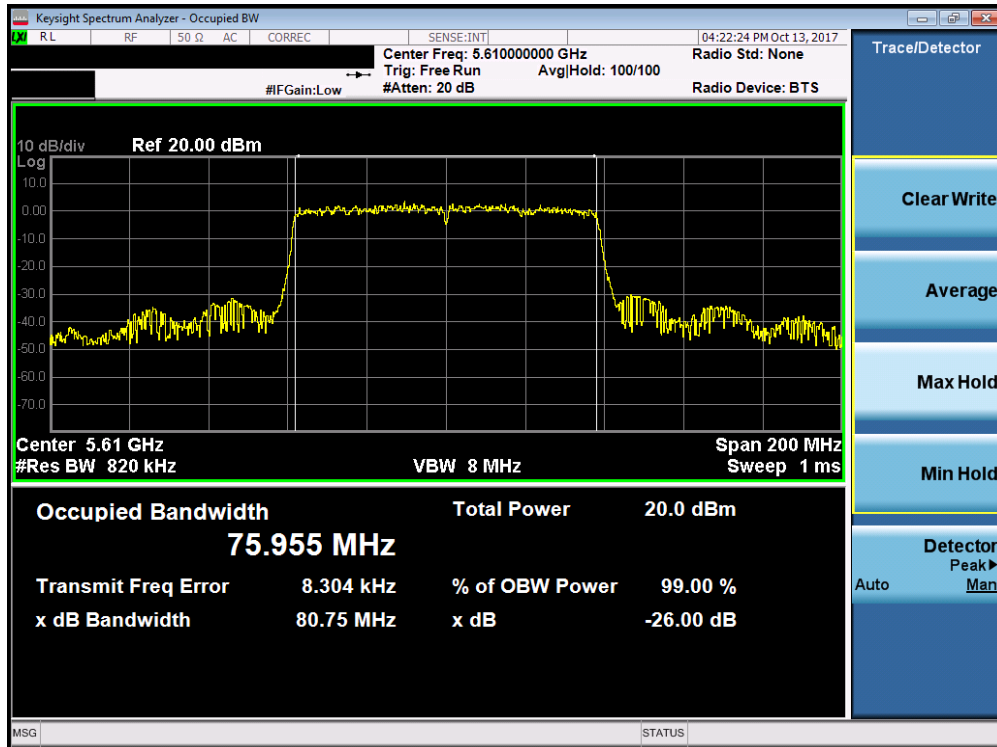 Keysight Spectrum Analyzer - Occupied BW
LXI RL RF 50 Ω AC CORREC SENSE:INT 04:22:24 PM Oct 13, 2017
Center Freq: 5.610000000 GHz Radio Std: None
Trig: Free Run Avg|Hold: 100/100
#IFGain:Low #Atten: 20 dB Radio Device: BTS
Trace/Detector
10 dB/div Ref 20.00 dBm
Log
10.0
0.00
-10.0
-20.0
-30.0
-40.0
-50.0
-60.0
-70.0
Center 5.61 GHz Span 200 MHz
#Res BW 820 kHz VBW 8 MHz Sweep 1 ms
Occupied Bandwidth Total Power 20.0 dBm
75.955 MHz
Transmit Freq Error 8.304 kHz % of OBW Power 99.00 %
x dB Bandwidth 80.75 MHz x dB -26.00 dB
Clear Write
Average
Max Hold
Min Hold
Detector
Peak▶
Auto Man
MSG STATUS